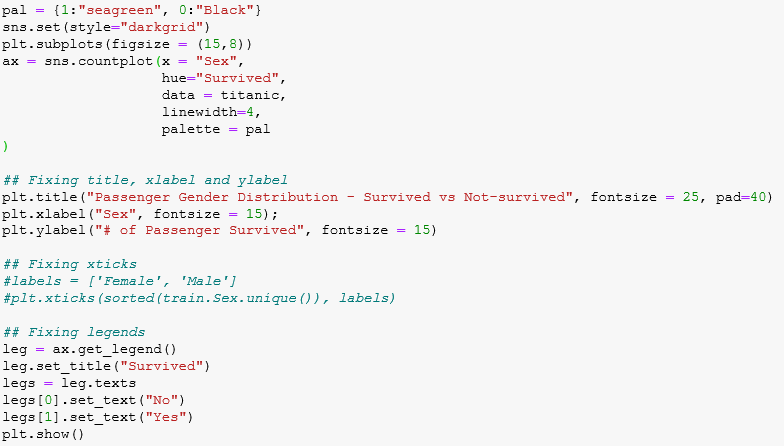 pal = {1:"seagreen", 0:"Black"}
sns.set(style="darkgrid")
plt.subplots(figsize = (15,8))
ax = sns.countplot(x = "Sex",
                   hue="Survived",
                   data = titanic,
                   linewidth=4,
                   palette = pal
)

## Fixing title, xlabel and ylabel
plt.title("Passenger Gender Distribution - Survived vs Not-survived", fontsize = 25, pad=40)
plt.xlabel("Sex", fontsize = 15);
plt.ylabel("# of Passenger Survived", fontsize = 15)

## Fixing xticks
#labels = ['Female', 'Male']
#plt.xticks(sorted(train.Sex.unique()), labels)

## Fixing legends
leg = ax.get_legend()
leg.set_title("Survived")
legs = leg.texts
legs[0].set_text("No")
legs[1].set_text("Yes")
plt.show()